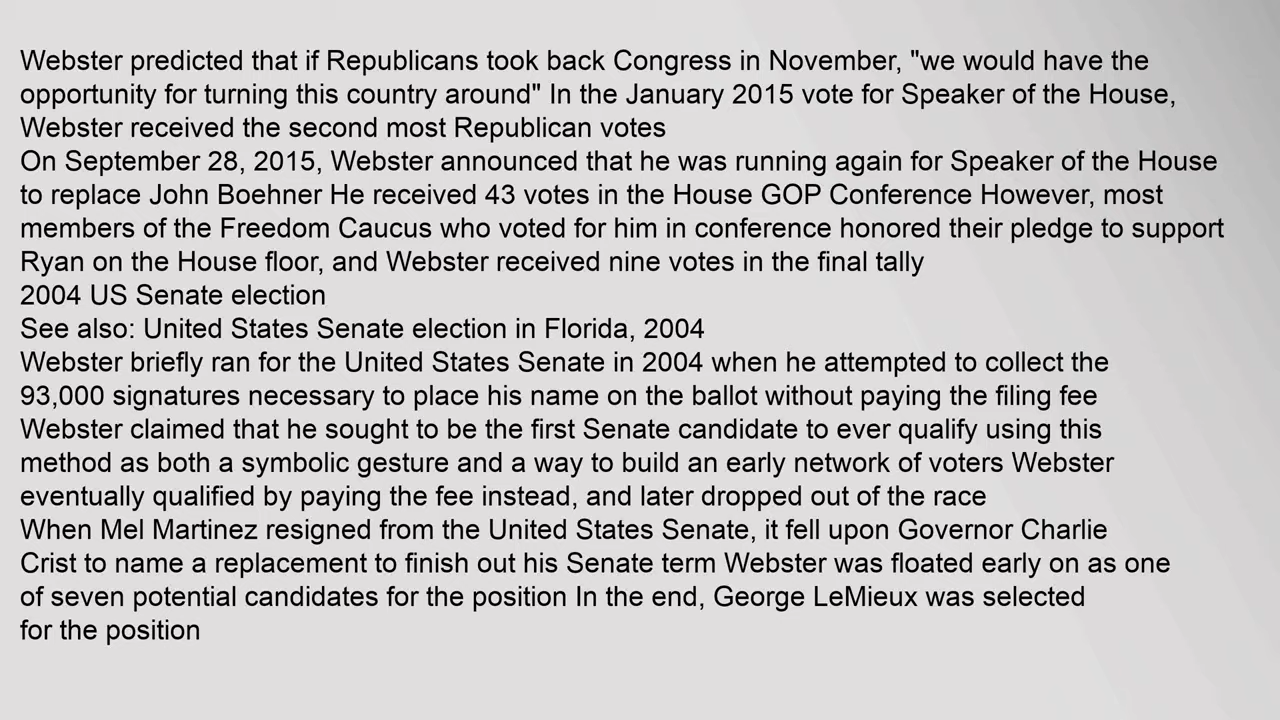 Webster predicted that if Republicans took back Congress in November, "we would have the
opportunity for turning this country around" In the January 2015 vote for Speaker of the House,
Webster received the second most Republican votes
On September 28, 2015, Webster announced that he was running again for Speaker of the House
to replace John Boehner He received 43 votes in the House GOP Conference However, most
members of the Freedom Caucus who voted for him in conference honored their pledge to support
Ryan on the House floor, and Webster received nine votes in the final tally
2004 US Senate election
See also: United States Senate election in Florida, 2004
Webster briefly ran for the United States Senate in 2004 when he attempted to collect the
93,000 signatures necessary to place his name on the ballot without paying the filing fee
Webster claimed that he sought to be the first Senate candidate to ever qualify using this
method as both a symbolic gesture and a way to build an early network of voters Webster
eventually qualified by paying the fee instead, and later dropped out of the race
When Mel Martinez resigned from the United States Senate, it fell upon Governor Charlie
Crist to name a replacement to finish out his Senate term Webster was floated early on as one
of seven potential candidates for the position In the end, George LeMieux was selected
for the position